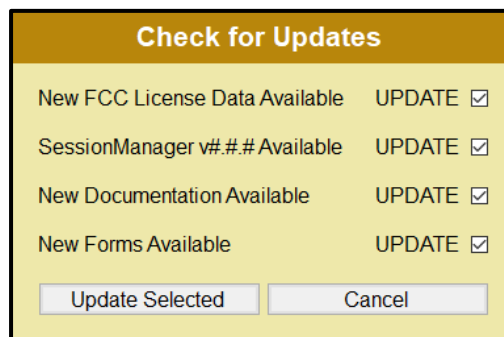 Check for Updates
New FCC License Data Available UPDATE
SessionManager v#.#.# Available UPDATE
New Documentation Available UPDATE
New Forms Available UPDATE
Update Selected Cancel